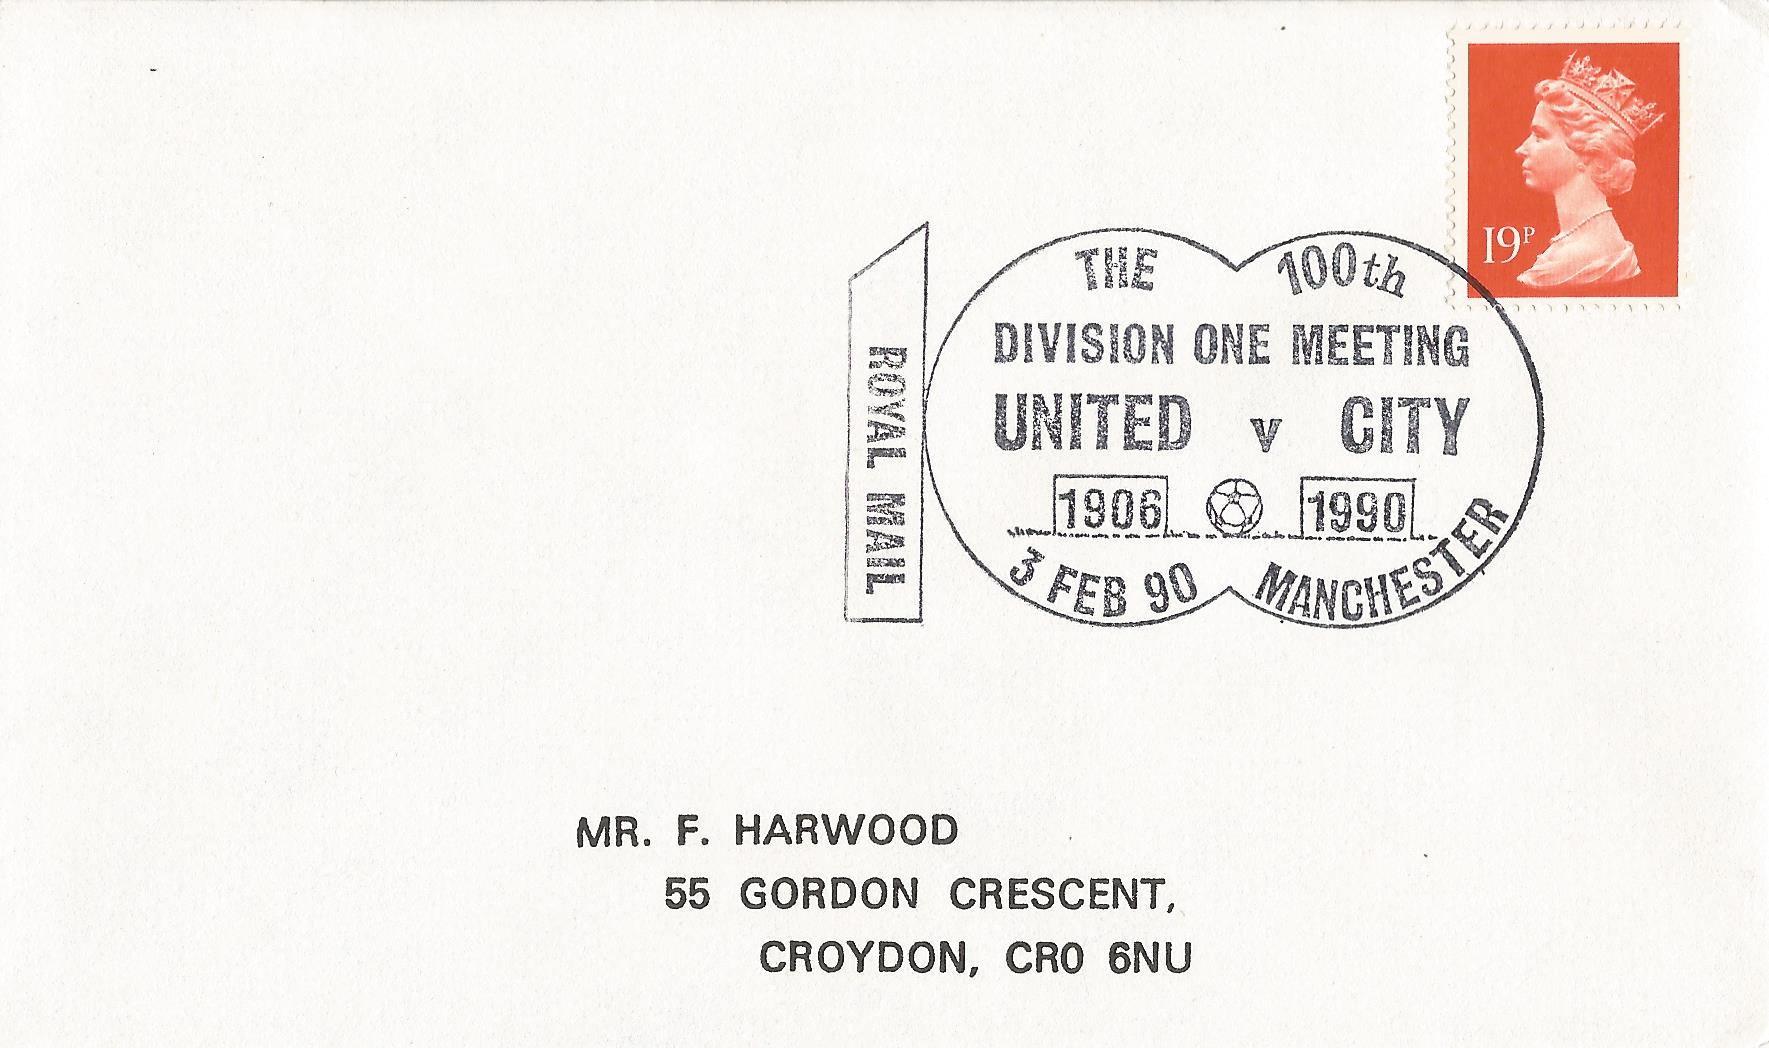 19P
ROYAL MAIL
THE 100th
DIVISION ONE MEETING
UNITED v CITY
1906 1990
3 FEB 90 MANCHESTER
MR. F. HARWOOD
55 GORDON CRESCENT,
CROYDON, CR0 6NU